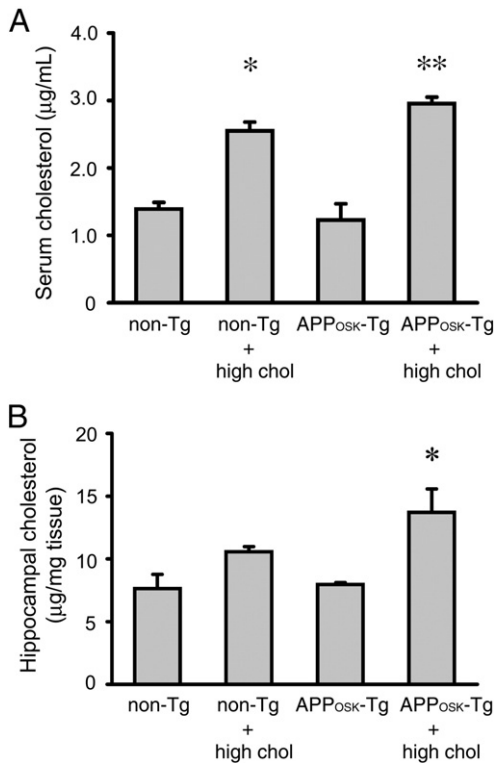 A
Serum cholesterol (μg/mL)
4.0
3.0
2.0
1.0
0
*
**
non-Tg
non-Tg
+
high chol
APPOSK-Tg
APPOSK-Tg
+
high chol
B
Hippocampal cholesterol
(μg/mg tissue)
20
15
10
5
0
*
non-Tg
non-Tg
+
high chol
APPOSK-Tg
APPOSK-Tg
+
high chol